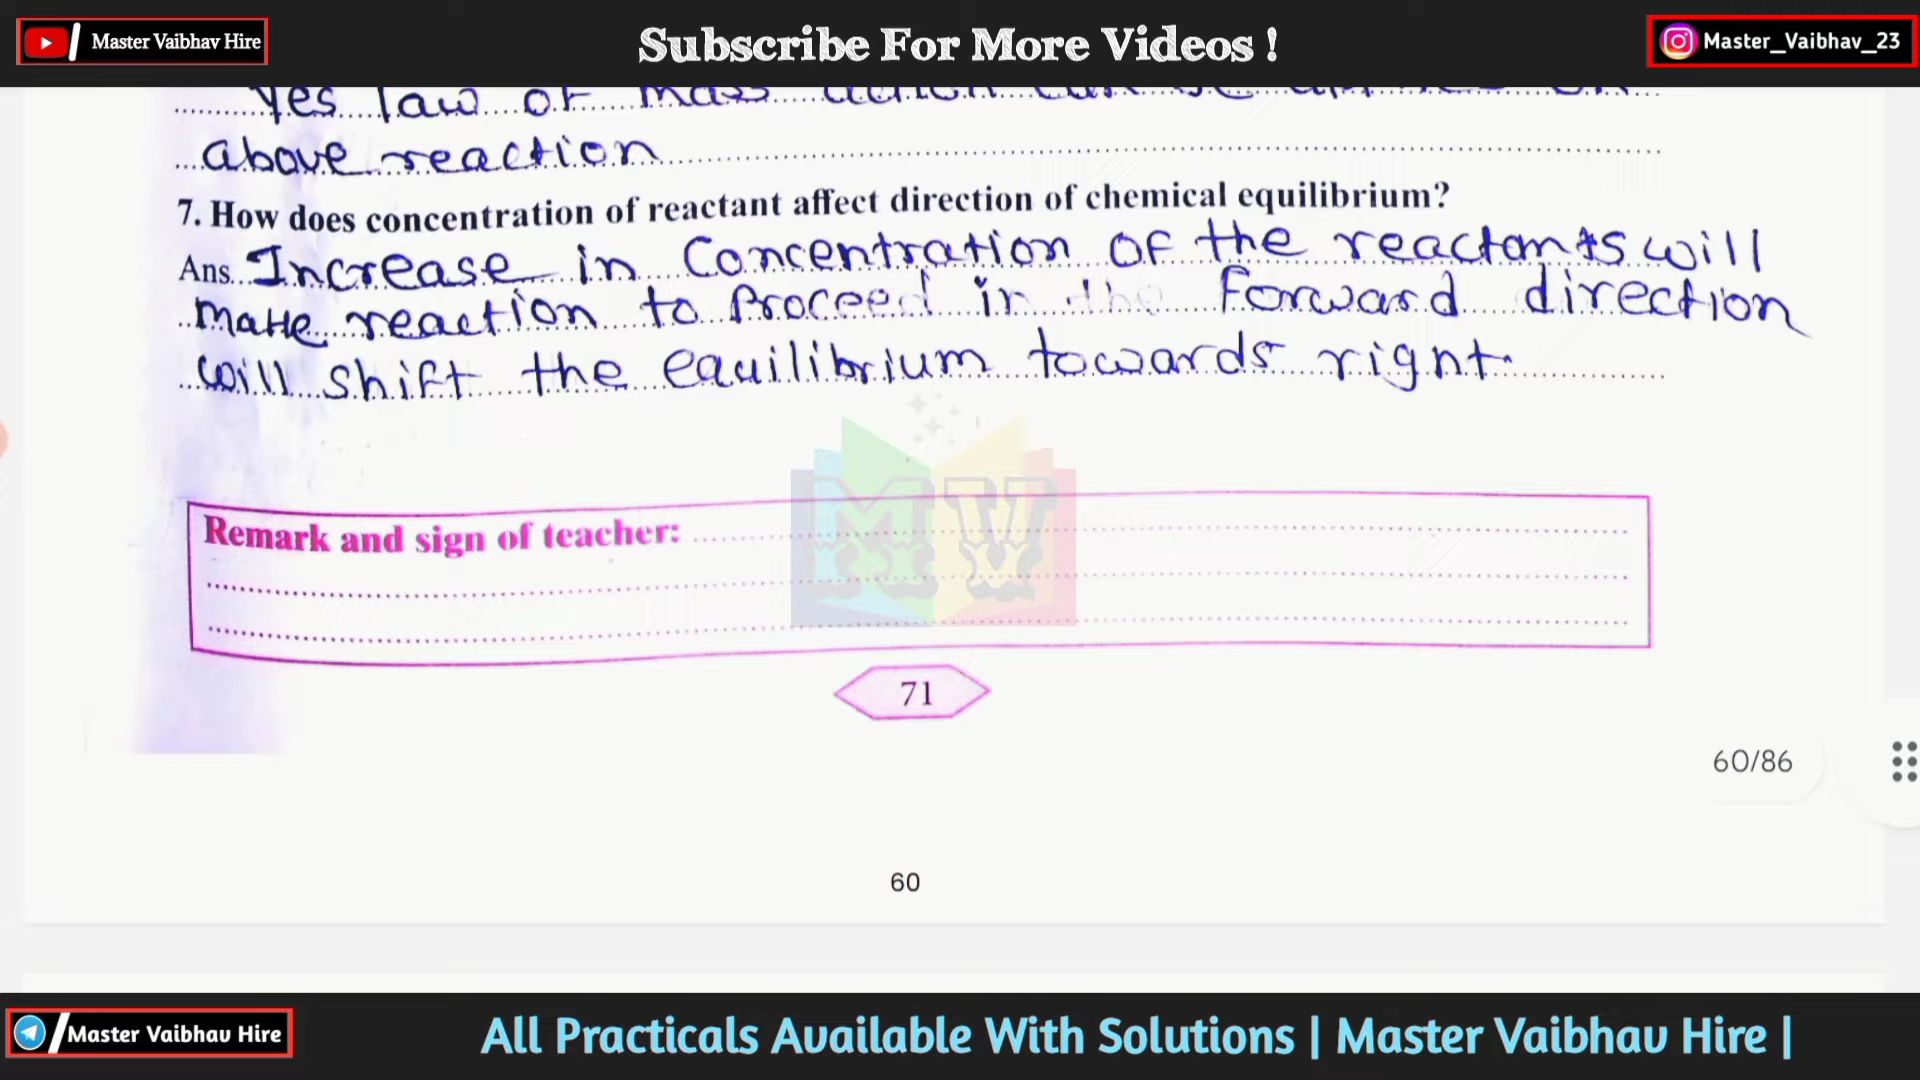 Master Vaibhav Hire
Subscribe For More Videos !
Master_Vaibhav_23
Yes law of mass
above reaction
7. How does concentration of reactant affect direction of chemical equilibrium?
Ans. Increase in Concentration of the reactants will
make reaction to proceed in the forward direction
will shift the equilibrium towards right.
MV
Remark and sign of teacher:
71
60/86
60
Master Vaibhav Hire
All Practicals Available With Solutions | Master Vaibhav Hire |